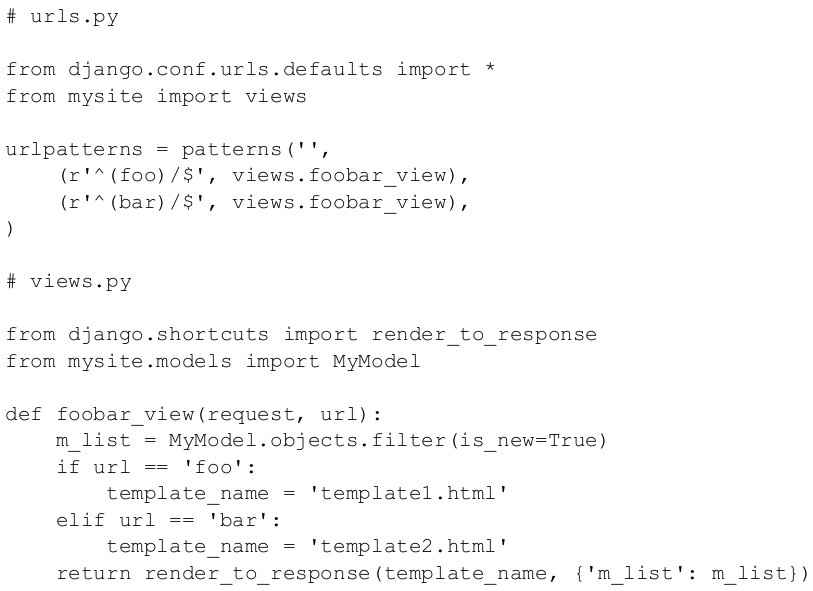 # urls.py

from django.conf.urls.defaults import *
from mysite import views

urlpatterns = patterns('',
    (r'^(foo)/$', views.foobar_view),
    (r'^(bar)/$', views.foobar_view),
)

# views.py

from django.shortcuts import render_to_response
from mysite.models import MyModel

def foobar_view(request, url):
    m_list = MyModel.objects.filter(is_new=True)
    if url == 'foo':
        template_name = 'template1.html'
    elif url == 'bar':
        template_name = 'template2.html'
    return render_to_response(template_name, {'m_list': m_list})